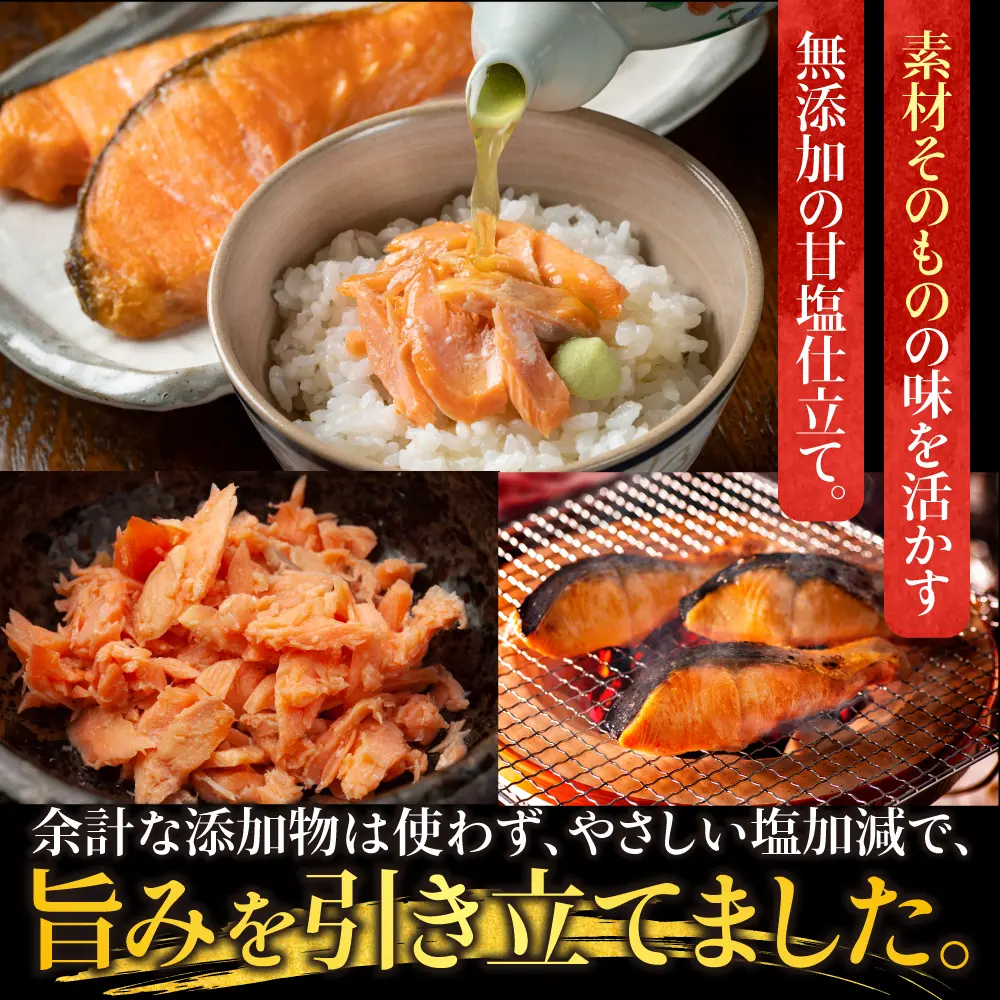 素材そのものの味を活かす
無添加の甘塩仕立て。
余計な添加物は使わず、やさしい塩加減で、
旨みを引き立てました。